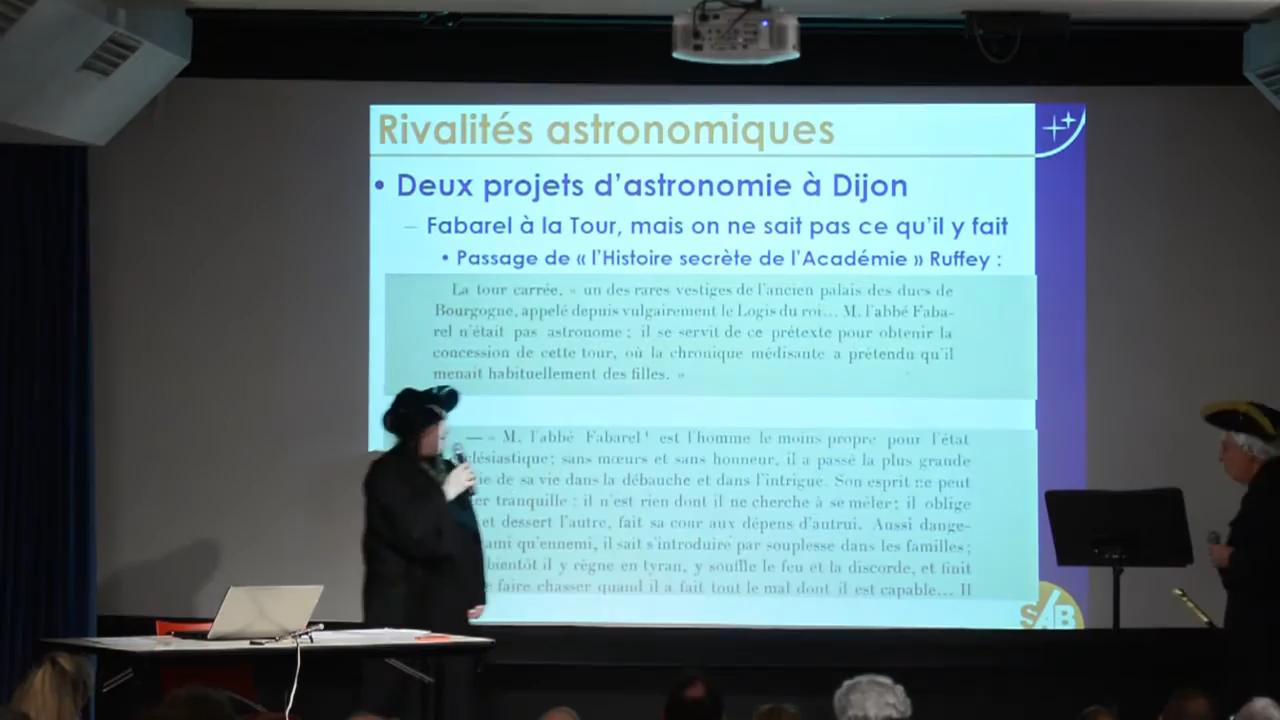 Rivalités astronomiques
• Deux projets d'astronomie à Dijon
– Fabarel à la Tour, mais on ne sait pas ce qu'il y fait
• Passage de « l'Histoire secrète de l'Académie » Ruffey :
La tour carrée, « un des rares vestiges de l'ancien palais des ducs de
Bourgogne, appelé depuis vulgairement le Logis du roi... M. l'abbé Faba-
rel n'était pas astronome ; il se servit de ce prétexte pour obtenir la
concession de cette tour, où la chronique médisante a prétendu qu'il
menait habituellement des filles. »
— « M. l'abbé Fabarel¹ est l'homme le moins propre pour l'état
clésiastique ; sans mœurs et sans honneur, il a passé la plus grande
ie de sa vie dans la débauche et dans l'intrigue. Son esprit ne peut
er tranquille ; il n'est rien dont il ne cherche à se mêler ; il oblige
et dessert l'autre, fait sa cour aux dépens d'autrui. Aussi dange-
ami qu'ennemi, il sait s'introduire par souplesse dans les familles ;
bientôt il y règne en tyran, y souffle le feu et la discorde, et finit
faire chasser quand il a fait tout le mal dont il est capable... Il
SAB